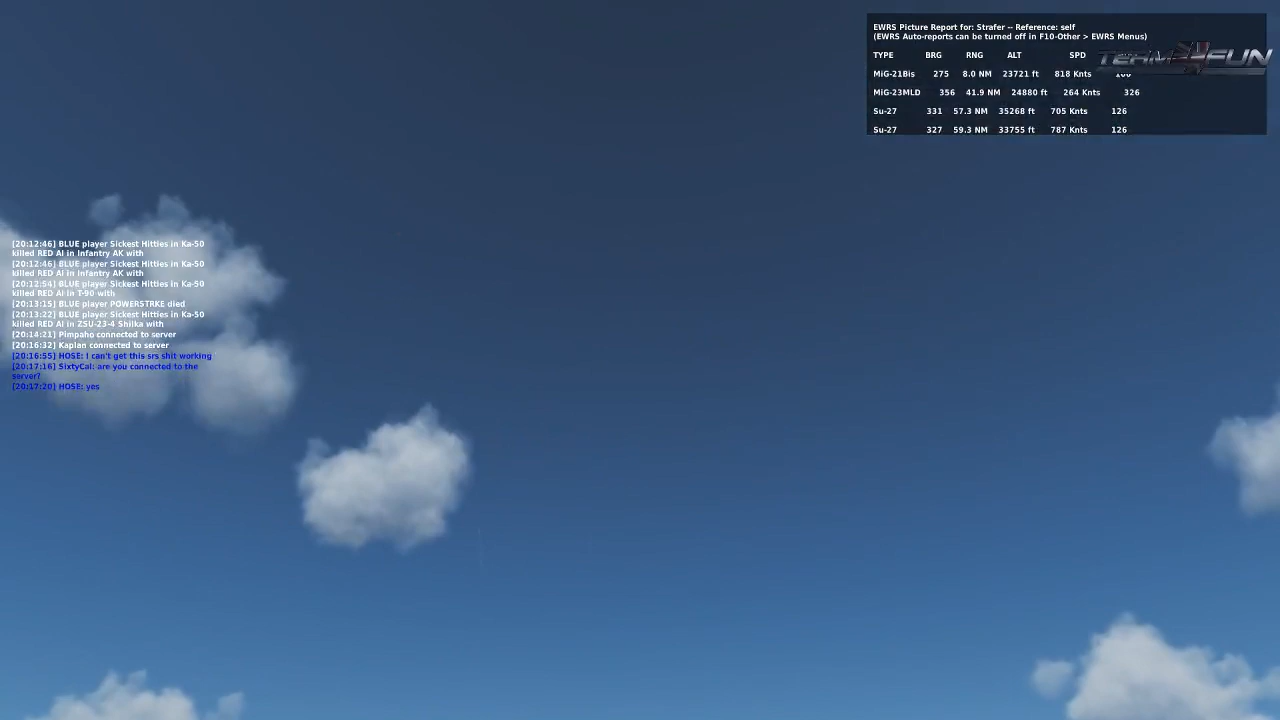 EWRS Picture Report for: Strafer -- Reference: self
(EWRS Auto-reports can be turned off in F10-Other > EWRS Menus)
TYPE BRG RNG ALT SPD
TEAM4FUN
MiG-21Bis 275 8.0 NM 23721 ft 818 Knts
MiG-23MLD 356 41.9 NM 24880 ft 264 Knts 326
Su-27 331 57.3 NM 35268 ft 705 Knts 126
Su-27 327 59.3 NM 33755 ft 787 Knts 126
[20:12:46] BLUE player Sickest Hitties in Ka-50
killed RED AI in Infantry AK with
[20:12:46] BLUE player Sickest Hitties in Ka-50
killed RED AI in Infantry AK with
[20:12:54] BLUE player Sickest Hitties in Ka-50
killed RED AI in T-90 with
[20:13:15] BLUE player POWERSTRKE died
[20:13:22] BLUE player Sickest Hitties in Ka-50
killed RED AI in ZSU-23-4 Shilka with
[20:14:21] Pimpaho connected to server
[20:16:32] Kaplan connected to server
[20:16:55] HOSE: I can't get this srs shit working
[20:17:16] SixtyCal: are you connected to the
server?
[20:17:20] HOSE: yes